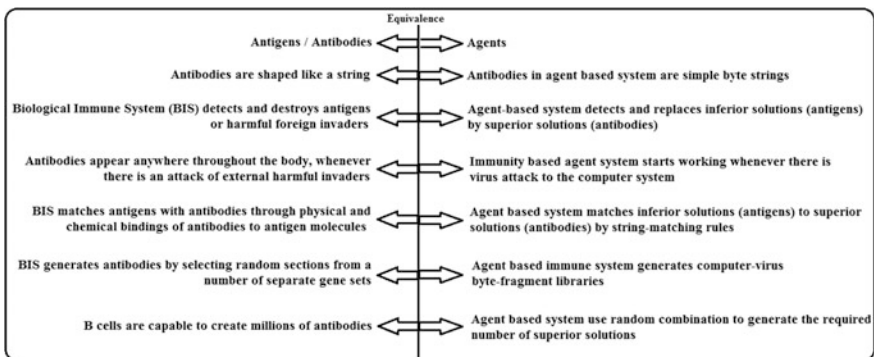 Equivalence
Antigens / Antibodies
Agents
Antibodies are shaped like a string
Antibodies in agent based system are simple byte strings
Biological Immune System (BIS) detects and destroys antigens
or harmful foreign invaders
Agent-based system detects and replaces inferior solutions (antigens)
by superior solutions (antibodies)
Antibodies appear anywhere throughout the body, whenever
there is an attack of external harmful invaders
Immunity based agent system starts working whenever there is
virus attack to the computer system
BIS matches antigens with antibodies through physical and
chemical bindings of antibodies to antigen molecules
Agent based system matches inferior solutions (antigens) to superior
solutions (antibodies) by string-matching rules
BIS generates antibodies by selecting random sections from a
number of separate gene sets
Agent based immune system generates computer-virus
byte-fragment libraries
B cells are capable to create millions of antibodies
Agent based system use random combination to generate the required
number of superior solutions